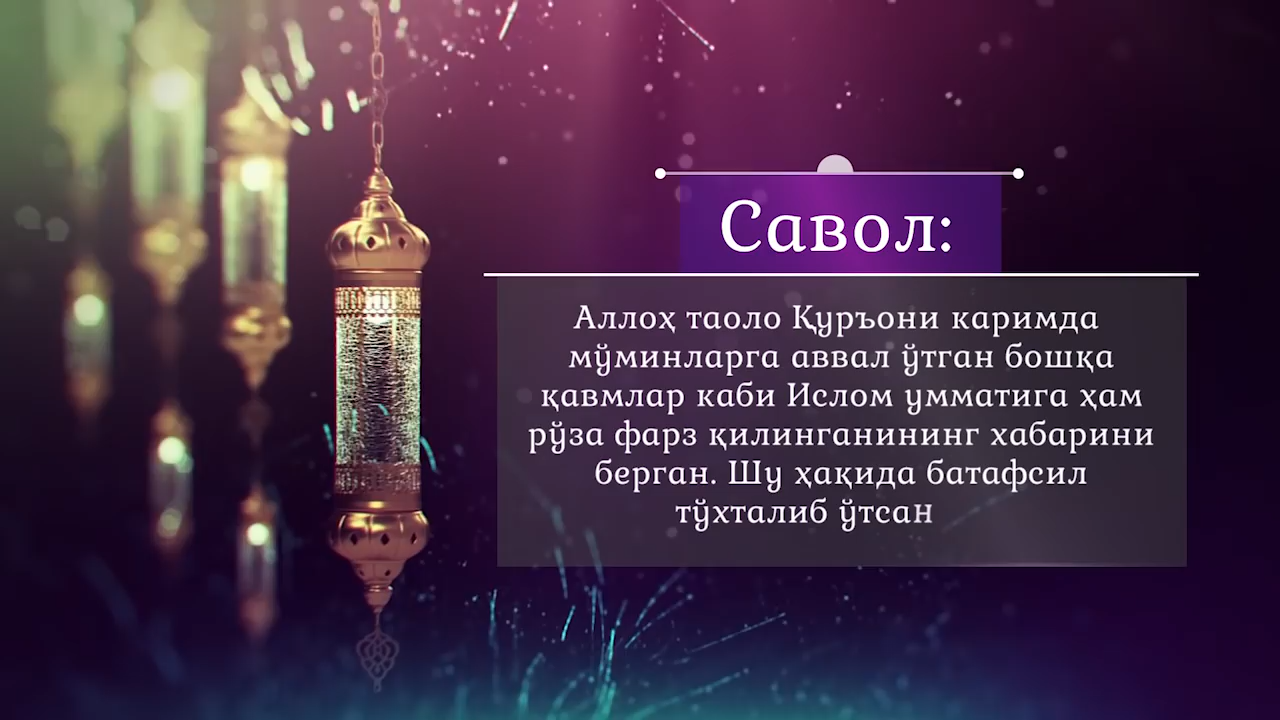 Савол:
Аллоҳ таоло Қуръони каримда
мўминларга аввал ўтган бошқа
қавмлар каби Ислом умматига ҳам
рўза фарз қилинганининг хабарини
берган. Шу ҳақида батафсил
тўхталиб ўтсан